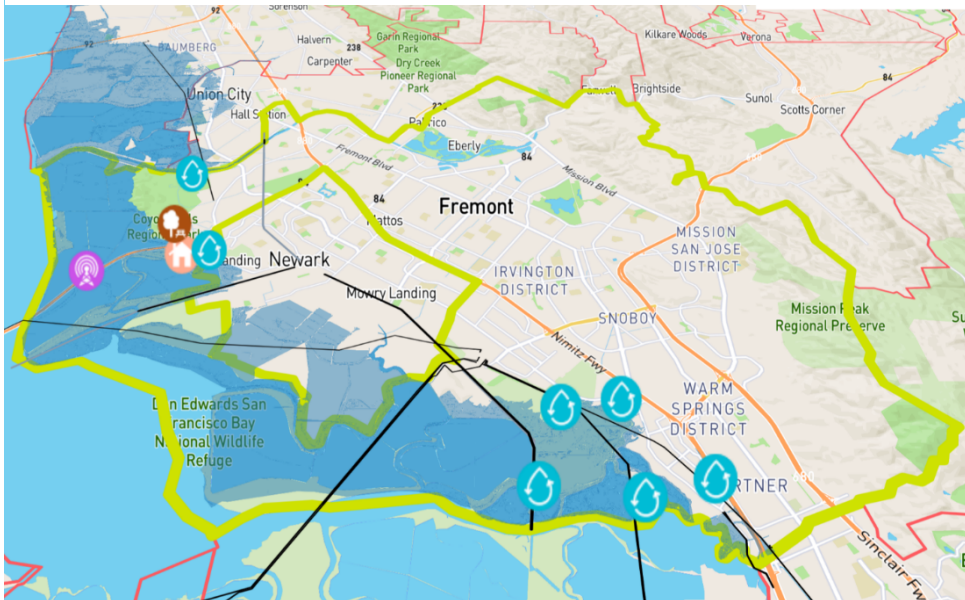 Sorenson
92
92
BAUMBERG
Halvern
238
Carpenter
Garin Regional
Park
Dry Creek
Pioneer Regional
Park
Kilkare Woods
Verona
84
Union City
Hall
Brightside
Sunol
Scotts Corner
Eberly
84
Fremont Blvd
Mission Blvd
84
Fremont
Mattos
Newark
Mowry Landing
IRVINGTON
DISTRICT
MISSION
SAN JOSE
DISTRICT
SNOBOY
Mission Peak
Regional Preserve
Nimitz Fwy
WARM
SPRINGS
DISTRICT
Don Edwards San
Francisco Bay
National Wildlife
Refuge
680
Sinclair Fwy